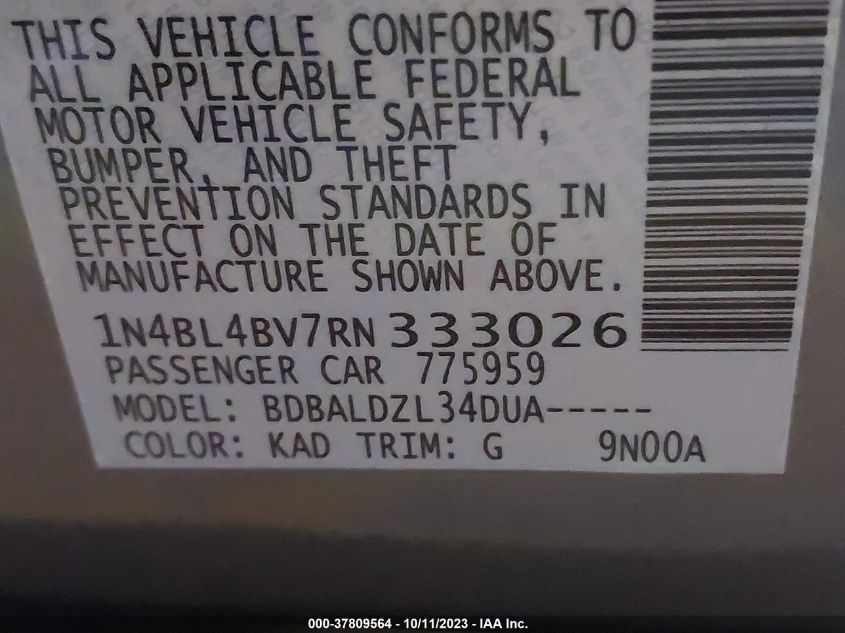 THIS VEHICLE CONFORMS TO
ALL APPLICABLE FEDERAL
MOTOR VEHICLE SAFETY,
BUMPER, AND THEFT
PREVENTION STANDARDS IN
EFFECT ON THE DATE OF
MANUFACTURE SHOWN ABOVE.
1N4BL4BV7RN333026
PASSENGER CAR 775959
MODEL: BDBALDZL34DUA-----
COLOR: KAD TRIM: G 9N00A
000-37809564 - 10/11/2023 - IAA Inc.